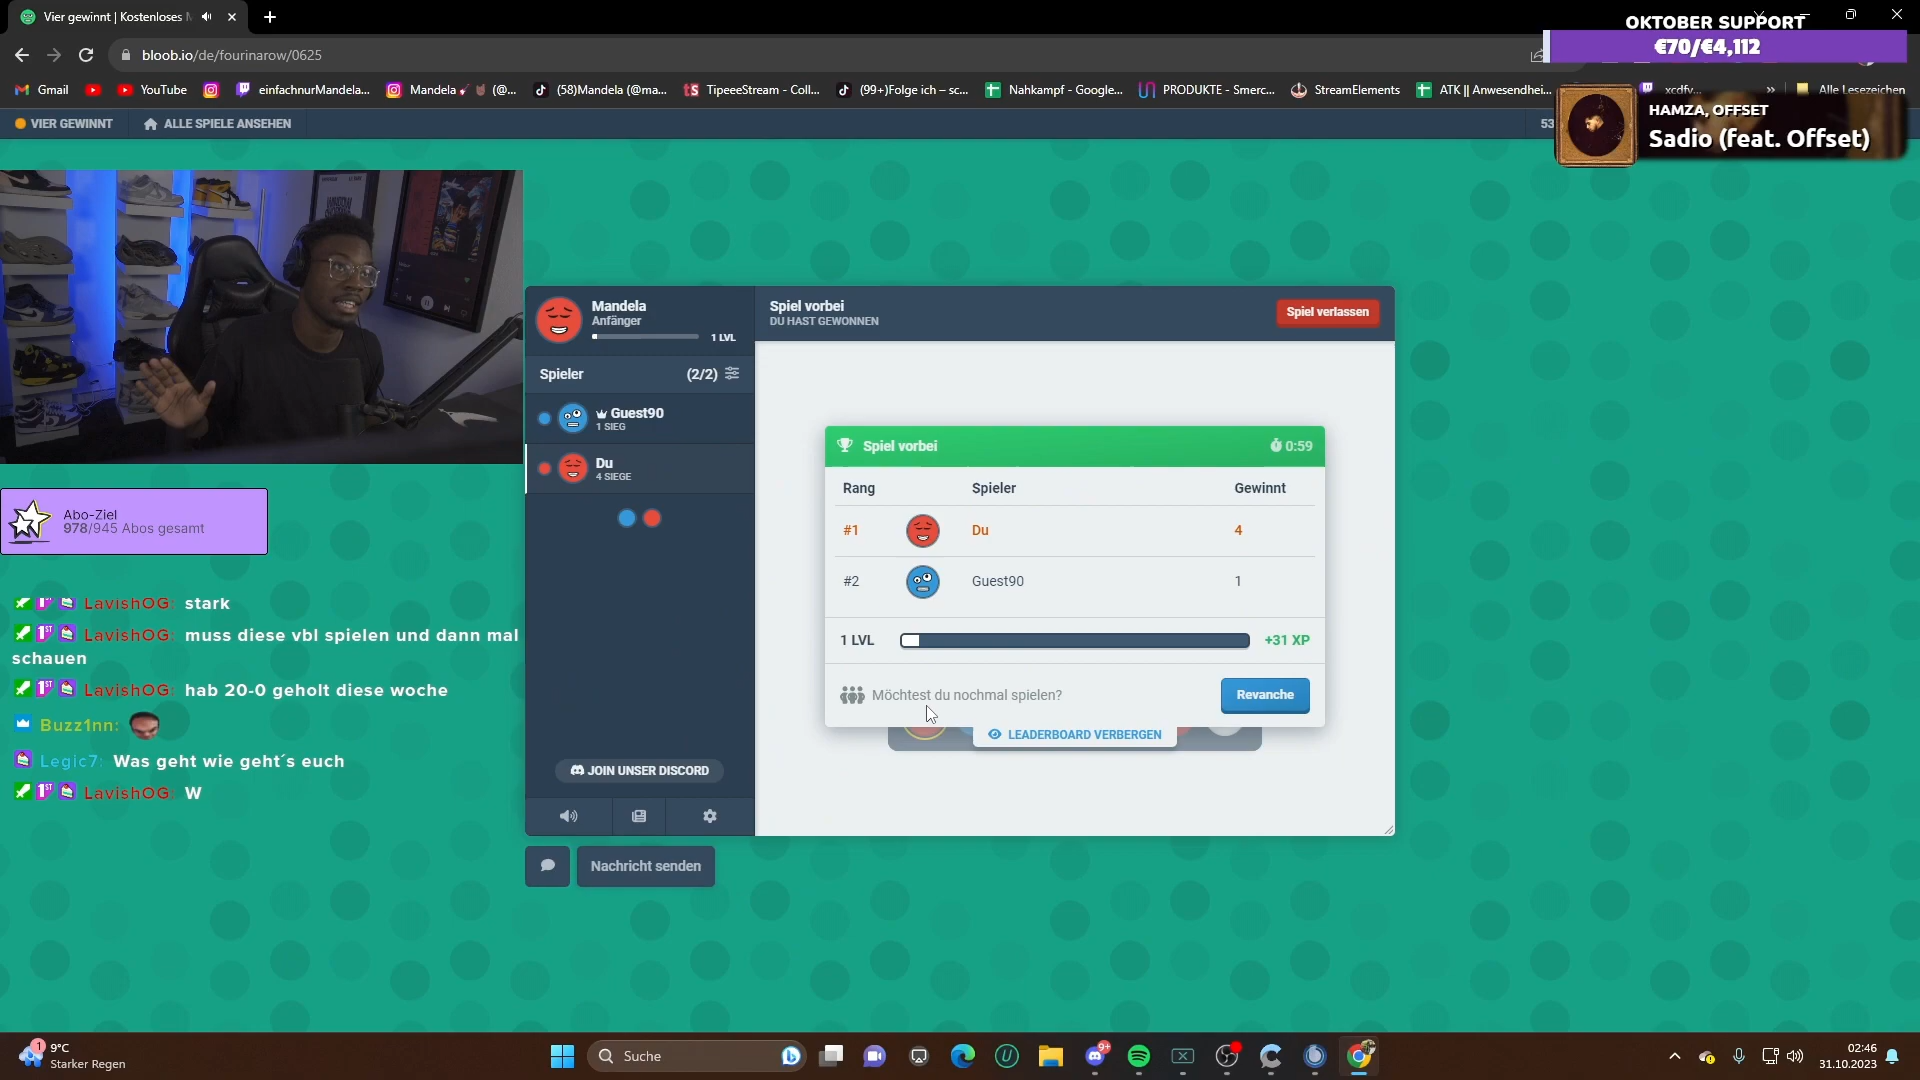 Vier gewinnt | Kostenloses
OKTOBER SUPPORT
€70/€4,112
bloob.io/de/fourinarow/0625
Gmail
YouTube
einfachnurMandela...
Mandela
(@...
(58)Mandela (@ma...
TipeeeStream - Coll...
(99+)Folge ich – sc...
Nahkampf - Google...
PRODUKTE - Smerc...
StreamElements
ATK || Anwesendhei...
xcdfv...
»
Alle Lesezeichen
VIER GEWINNT
ALLE SPIELE ANSEHEN
53
HAMZA, OFFSET
Sadio (feat. Offset)
Mandela
Anfänger
1 LVL
Spiel vorbei
DU HAST GEWONNEN
Spiel verlassen
Spieler
(2/2)
Guest90
1 SIEG
Du
4 SIEGE
Spiel vorbei
0:59
Rang
Spieler
Gewinnt
#1
Du
4
#2
Guest90
1
1 LVL
+31 XP
Möchtest du nochmal spielen?
Revanche
LEADERBOARD VERBERGEN
JOIN UNSER DISCORD
Nachricht senden
Abo-Ziel
978/945 Abos gesamt
LavishOG: stark
LavishOG: muss diese vbl spielen und dann mal
schauen
LavishOG: hab 20-0 geholt diese woche
Buzz1nn:
Legic7: Was geht wie geht´s euch
LavishOG: W
1
9°C
Starker Regen
Suche
9+
02:46
31.10.2023